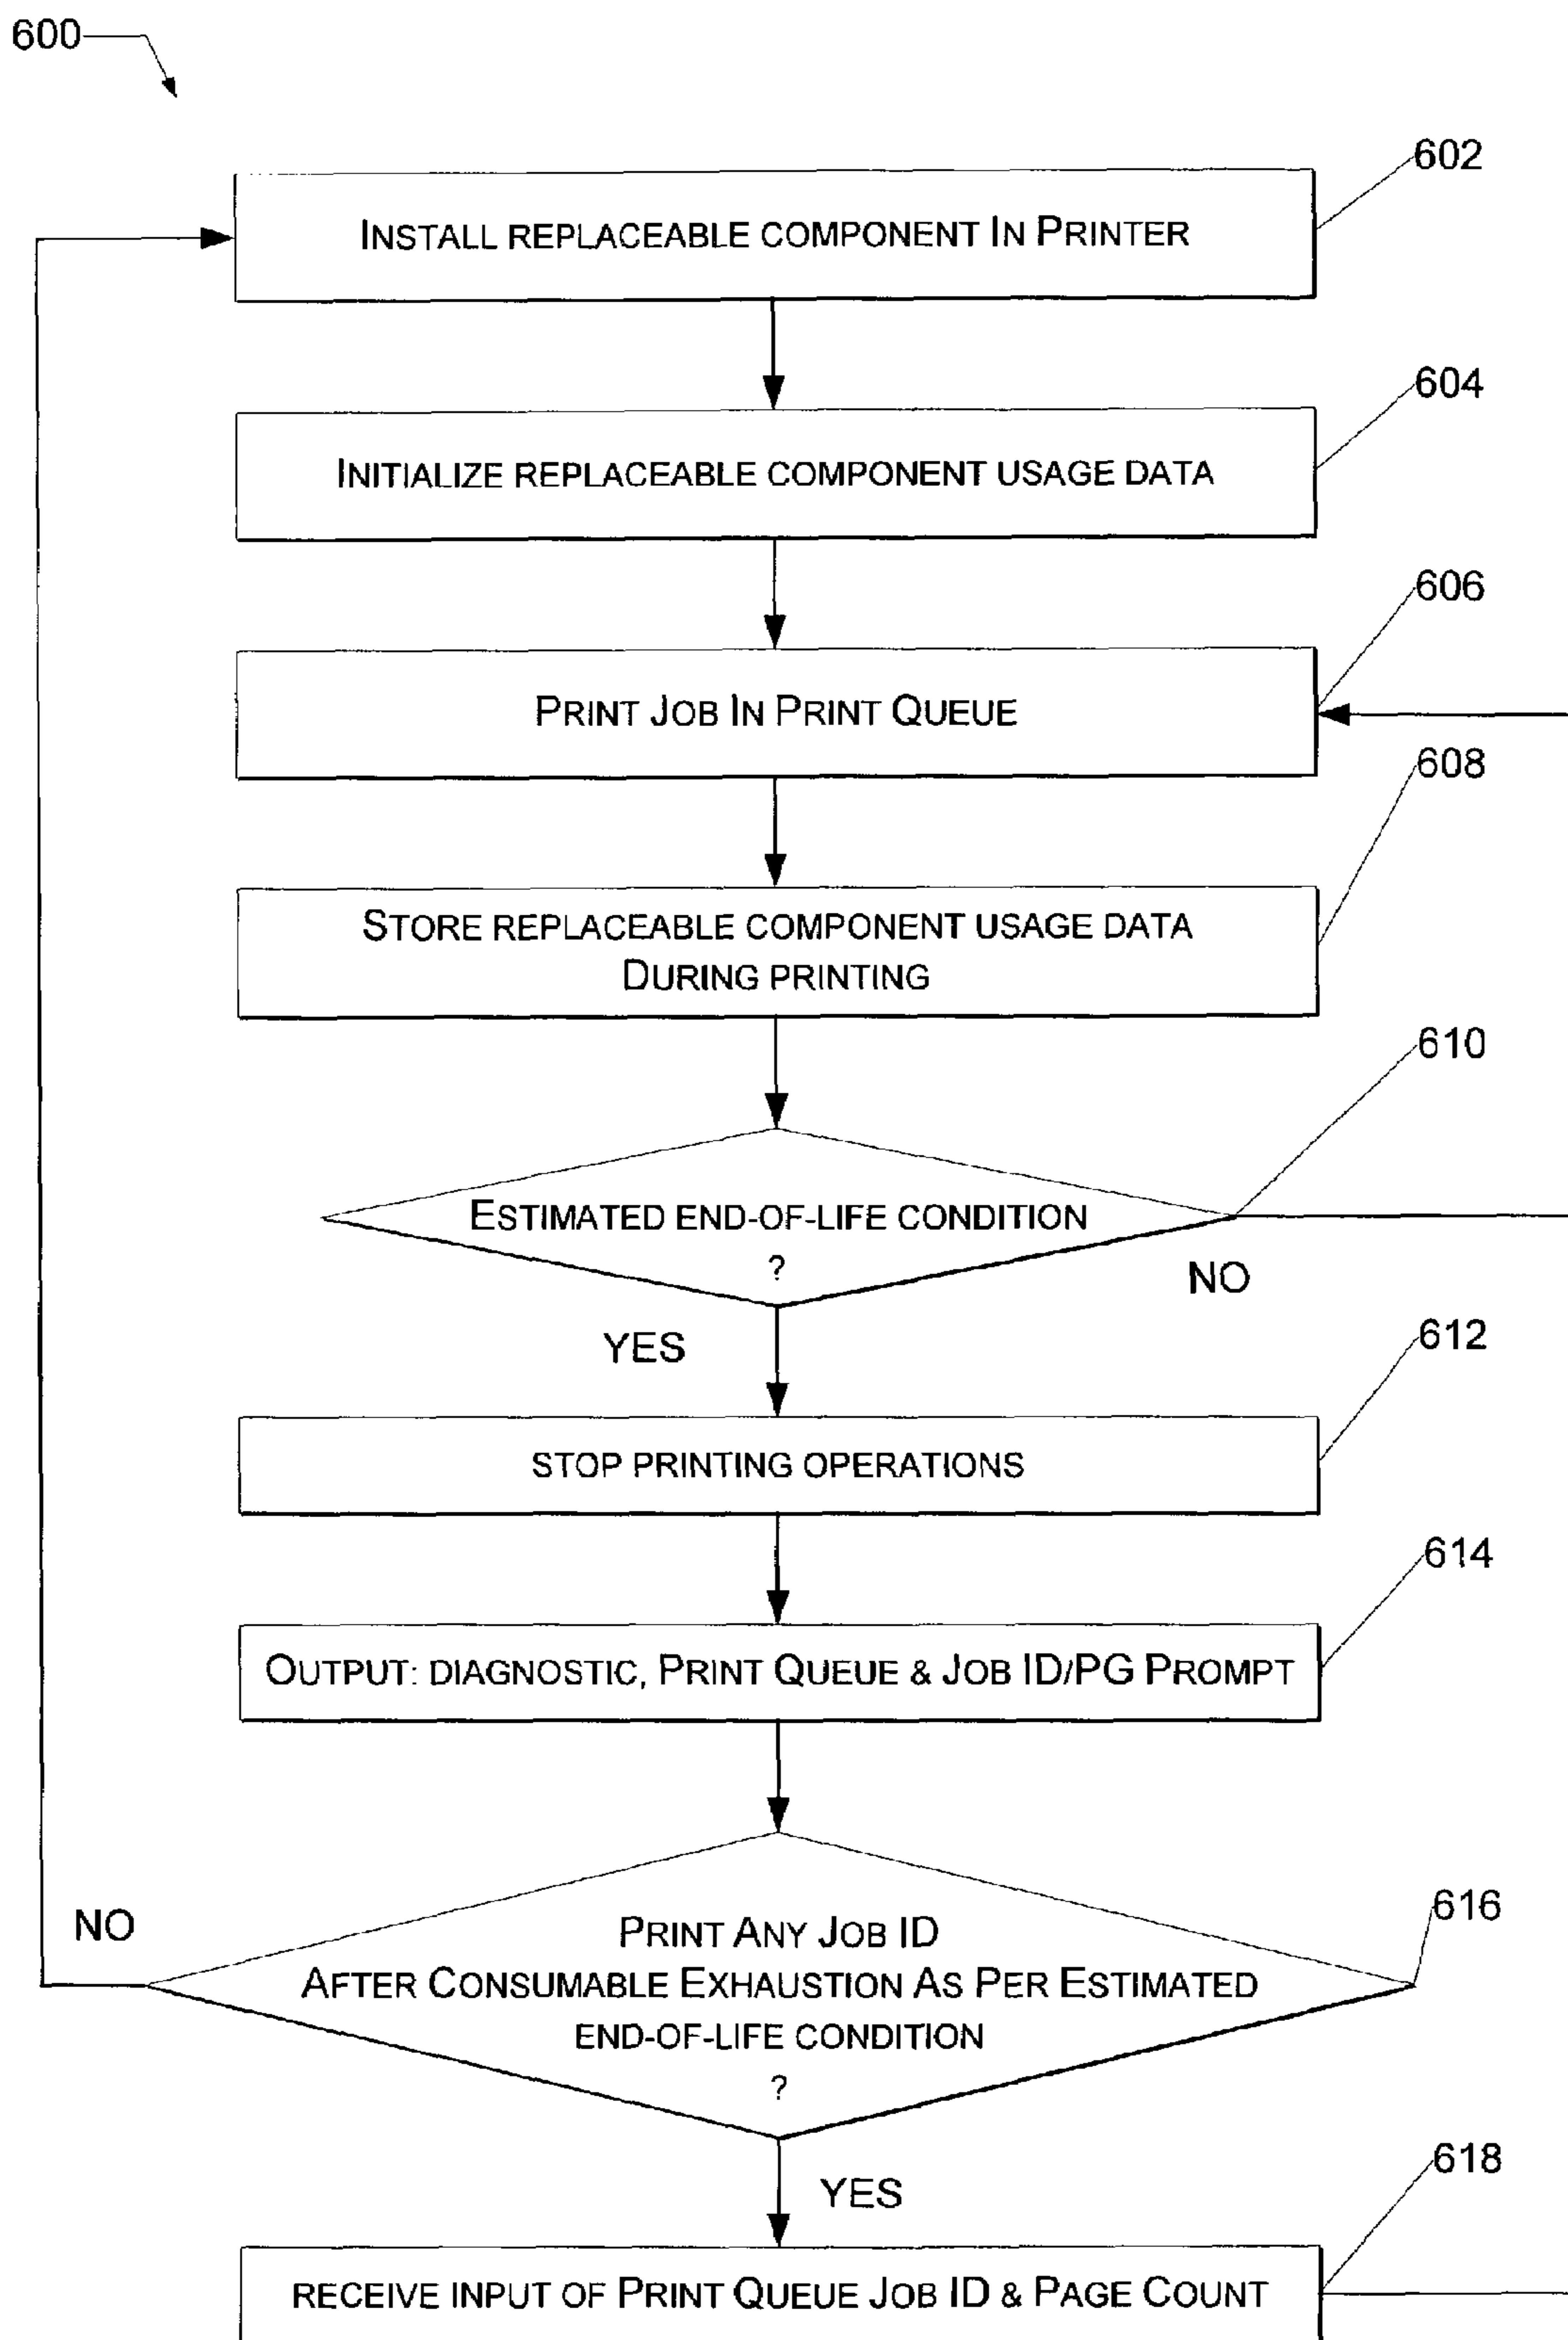 600
602
INSTALL REPLACEABLE COMPONENT IN PRINTER
604
INITIALIZE REPLACEABLE COMPONENT USAGE DATA
606
PRINT JOB IN PRINT QUEUE
608
STORE REPLACEABLE COMPONENT USAGE DATA
DURING PRINTING
610
ESTIMATED END-OF-LIFE CONDITION
?
NO
YES
612
STOP PRINTING OPERATIONS
614
OUTPUT: DIAGNOSTIC, PRINT QUEUE & JOB ID/PG PROMPT
616
NO
PRINT ANY JOB ID
AFTER CONSUMABLE EXHAUSTION AS PER ESTIMATED
END-OF-LIFE CONDITION
?
YES
618
RECEIVE INPUT OF PRINT QUEUE JOB ID & PAGE COUNT